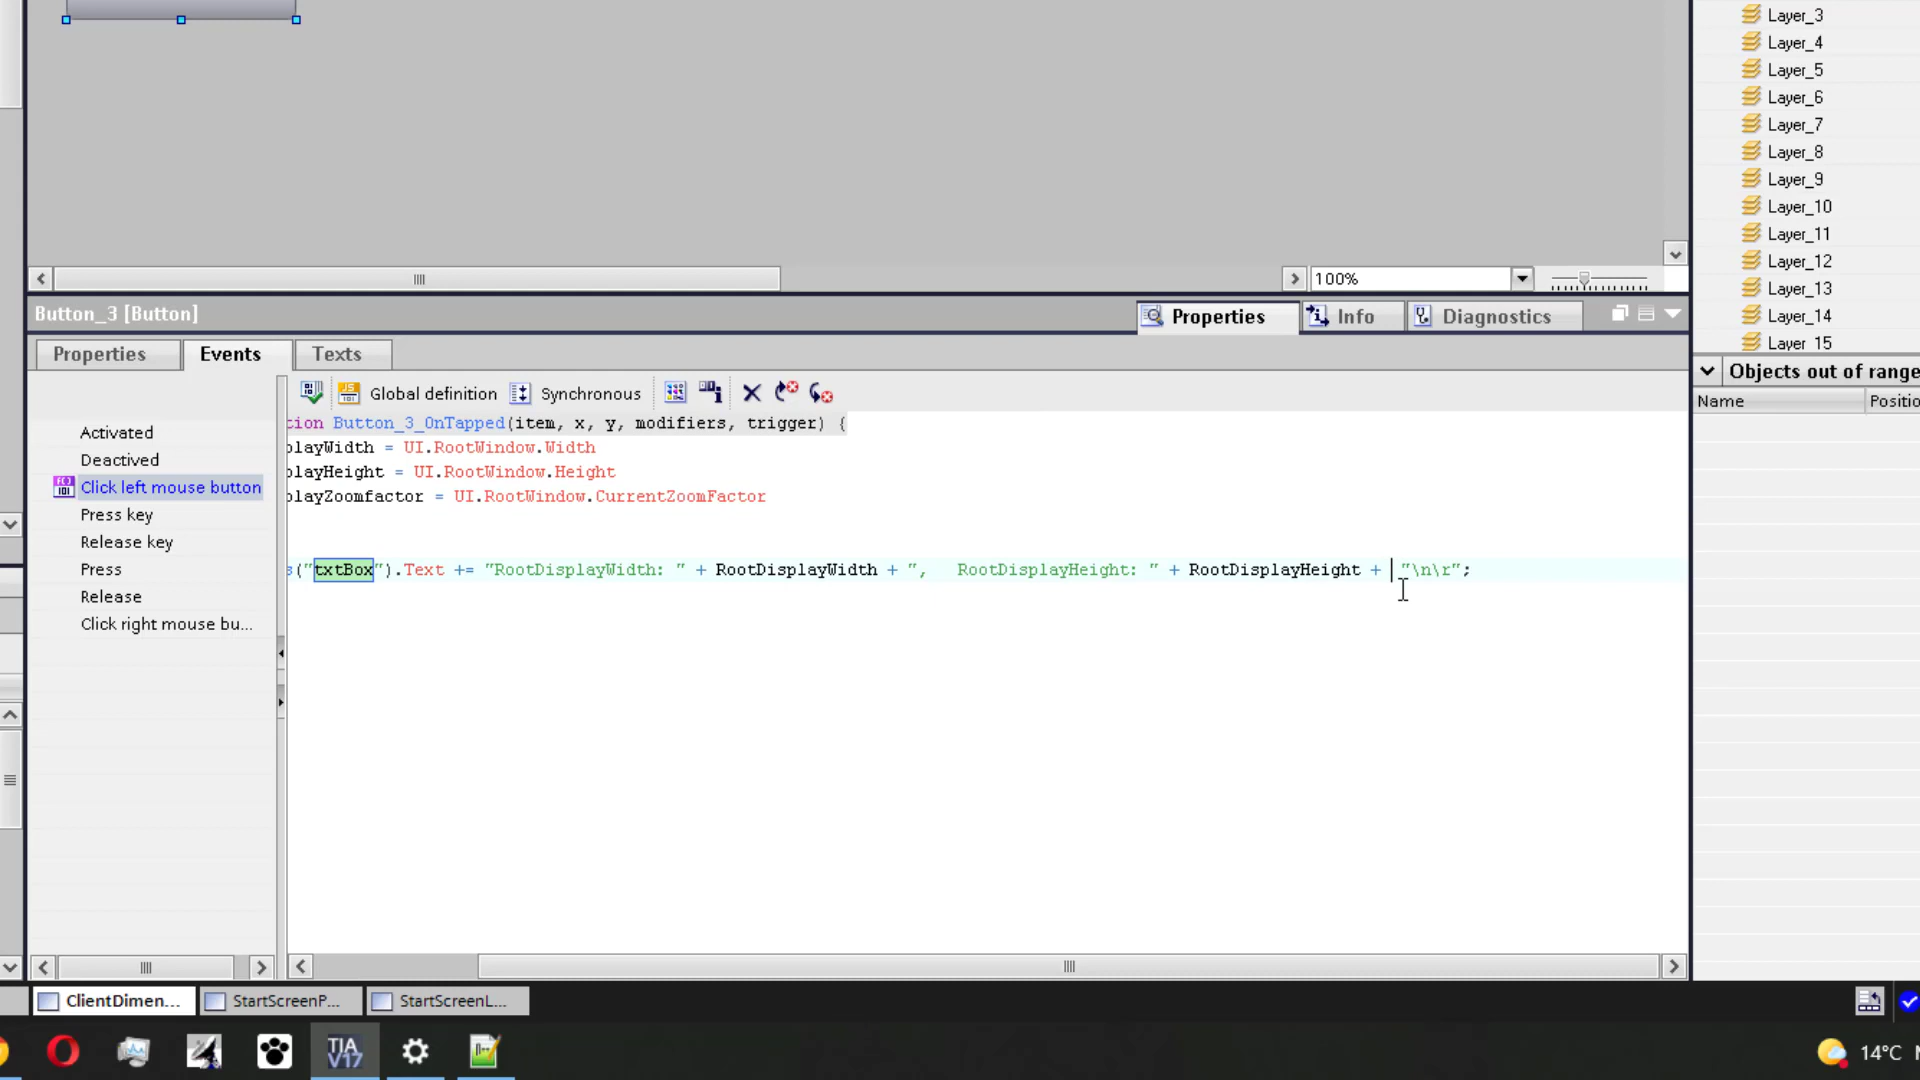 Layer_3
Layer_4
Layer_5
Layer_6
Layer_7
Layer_8
Layer_9
Layer_10
Layer_11
Layer_12
Layer_13
Layer_14
Layer_15
100%
Button_3 [Button]
Properties
Info
Diagnostics
Properties
Events
Texts
Objects out of range
Name
Positio
Global definition
Synchronous
Activated
Deactived
Click left mouse button
Press key
Release key
Press
Release
Click right mouse bu...
tion Button_3_OnTapped(item, x, y, modifiers, trigger) {
playWidth = UI.RootWindow.Width
playHeight = UI.RootWindow.Height
playZoomfactor = UI.RootWindow.CurrentZoomFactor
s("txtBox").Text += "RootDisplayWidth: " + RootDisplayWidth + ",   RootDisplayHeight: " + RootDisplayHeight + "\n\r";
ClientDimen...
StartScreenP...
StartScreenL...
TIA
V17
14°C